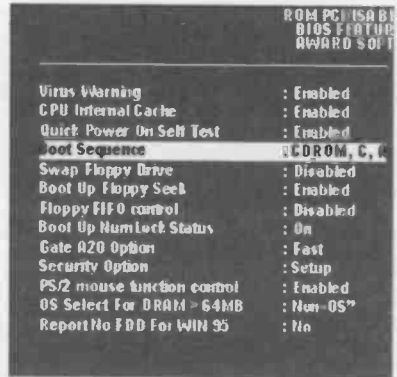 ROM PCI ISA B
BIOS FEATUR
AWARD SOFT
Virus Warning : Enabled
CPU Internal Cache : Enabled
Quick Power On Self Test : Enabled
Boot Sequence : CDROM, C, A
Swap Floppy Drive : Disabled
Boot Up Floppy Seek : Enabled
Floppy FIFO control : Disabled
Boot Up NumLock Status : On
Gate A20 Option : Fast
Security Option : Setup
PS/2 mouse function control : Enabled
OS Select For DRAM > 64MB : Non-OS"
Report No FDD For WIN 95 : No